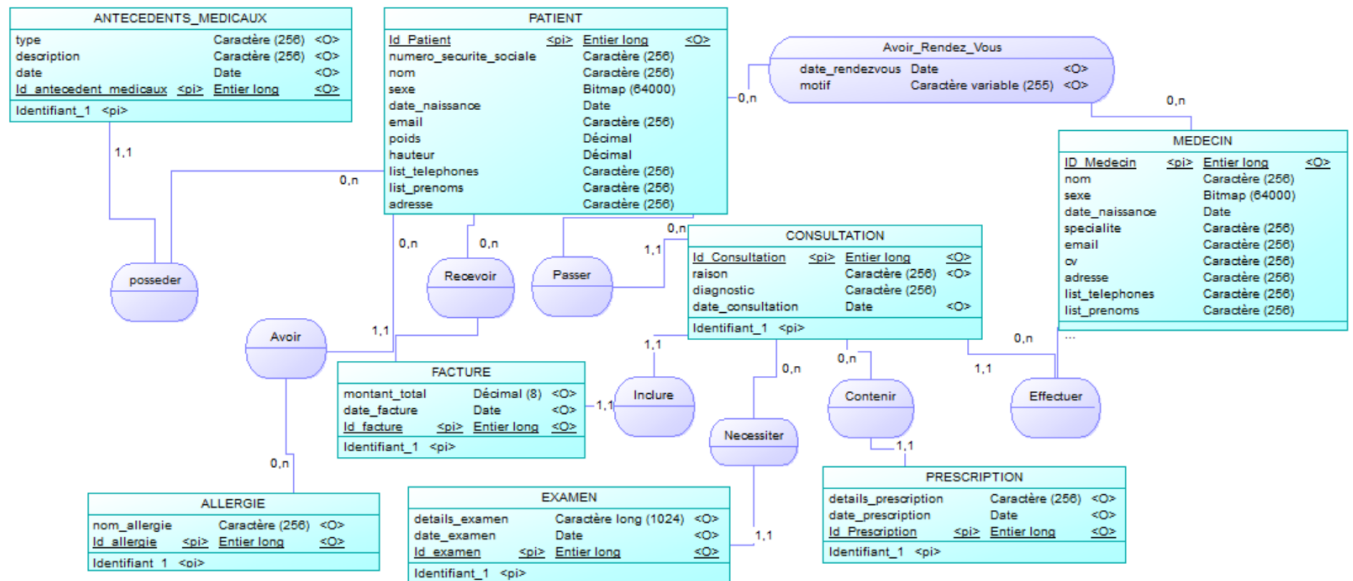 ANTECEDENTS_MEDICAUX
type Caractère (256) <O>
description Caractère (256) <O>
date Date <O>
Id_antecedent_medicaux <pi> Entier long <O>
Identifiant_1 <pi>
PATIENT
Id_Patient <pi> Entier long <O>
numero_securite_sociale Caractère (256)
nom Caractère (256)
sexe Bitmap (64000)
date_naissance Date
email Caractère (256)
poids Décimal
hauteur Décimal
list_telephones Caractère (256)
list_prenoms Caractère (256)
adresse Caractère (256)
Avoir_Rendez_Vous
date_rendezvous Date <O>
motif Caractère variable (255) <O>
0,n
0,n
MEDECIN
ID_Medecin <pi> Entier long <O>
nom Caractère (256)
sexe Bitmap (64000)
date_naissance Date
specialite Caractère (256)
email Caractère (256)
cv Caractère (256)
adresse Caractère (256)
list_telephones Caractère (256)
list_prenoms Caractère (256)
...
1,1
0,n
0,n
0,n
0,n
1,1
CONSULTATION
Id_Consultation <pi> Entier long <O>
raison Caractère (256) <O>
diagnostic Caractère (256)
date_consultation Date <O>
Identifiant_1 <pi>
posseder
Recevoir
Passer
Avoir
1,1
1,1
0,n
0,n
1,1
0,n
FACTURE
montant_total Décimal (8) <O>
date_facture Date <O>
Id_facture <pi> Entier long <O>
Identifiant_1 <pi>
1,1
Inclure
Necessiter
Contenir
Effectuer
1,1
0,n
1,1
ALLERGIE
nom_allergie Caractère (256) <O>
Id_allergie <pi> Entier long <O>
Identifiant_1 <pi>
EXAMEN
details_examen Caractère long (1024) <O>
date_examen Date <O>
Id_examen <pi> Entier long <O>
Identifiant_1 <pi>
PRESCRIPTION
details_prescription Caractère (256) <O>
date_prescription Date <O>
Id_Prescription <pi> Entier long <O>
Identifiant_1 <pi>